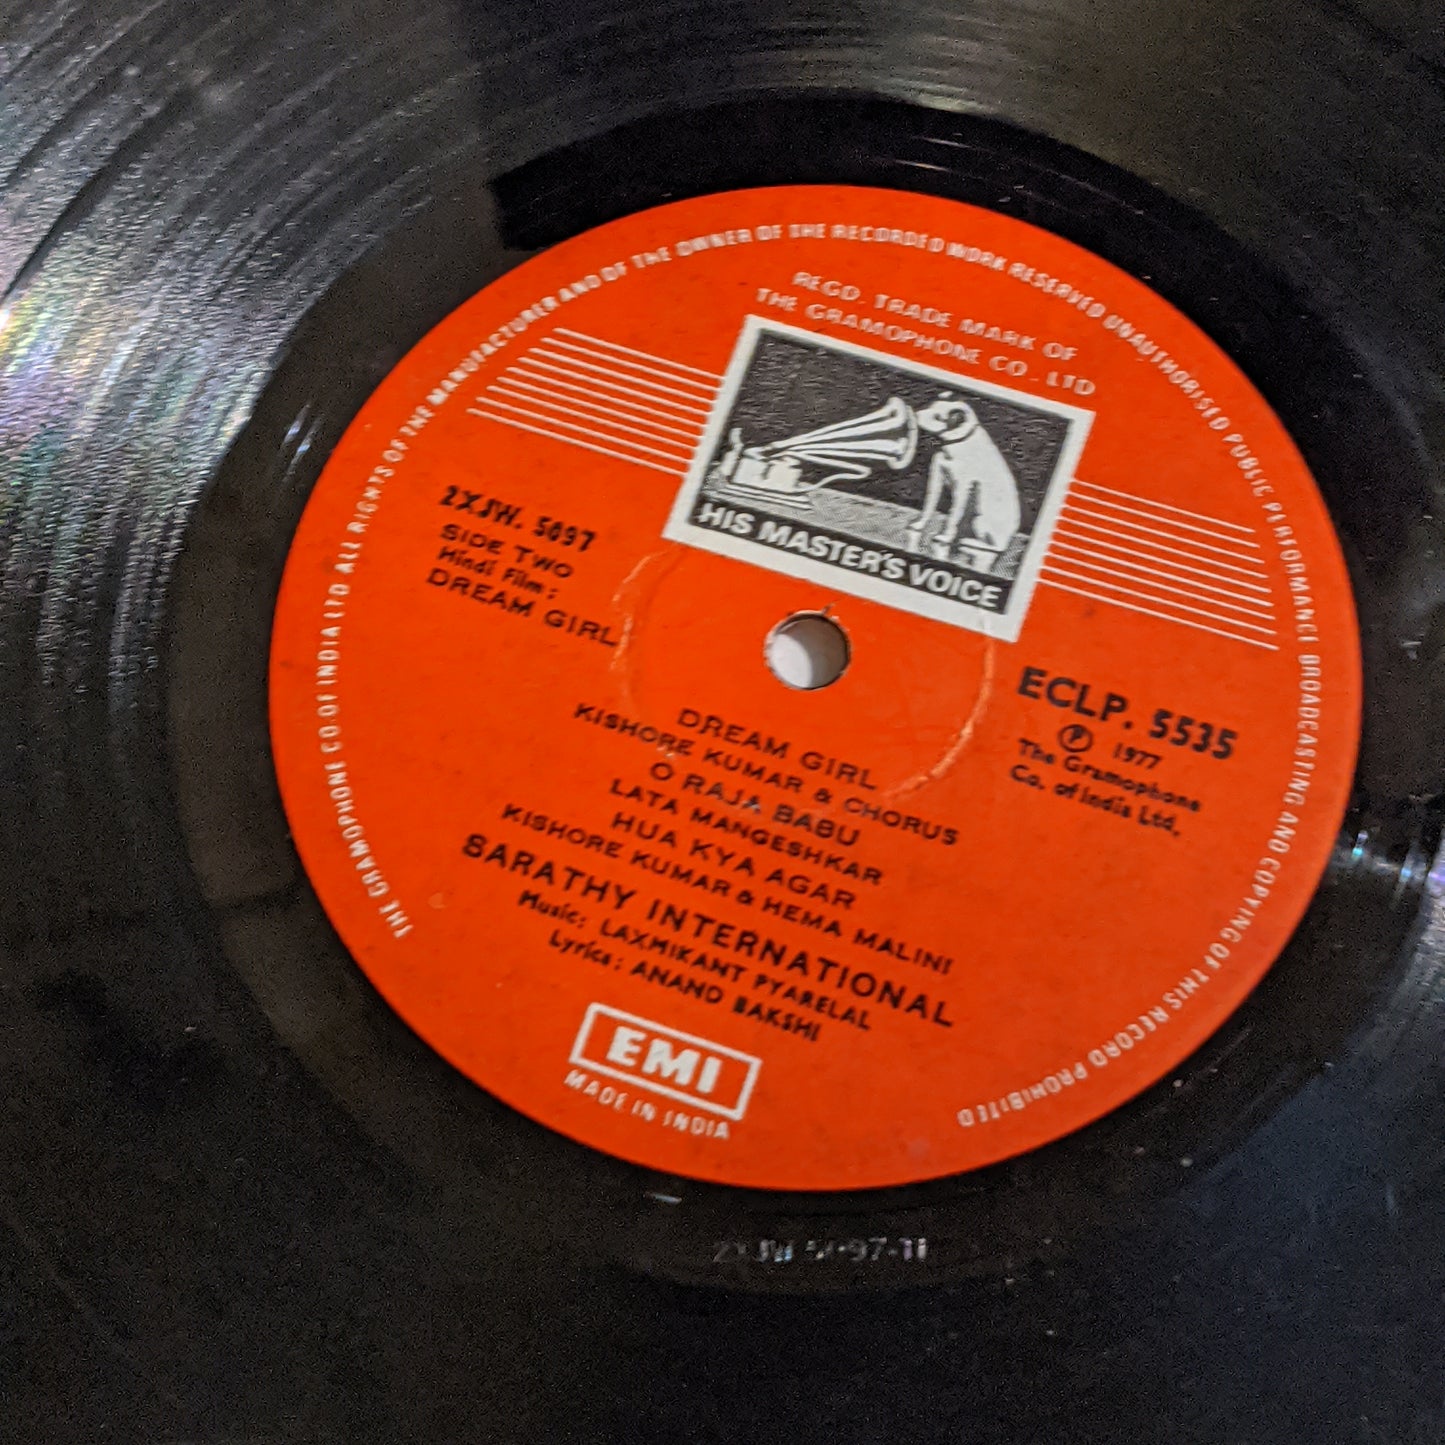 THE GRAMOPHONE CO. OF INDIA LTD ALL RIGHTS OF THE MANUFACTURER AND OF THE OWNER OF THE RECORDED WORK RESERVED UNAUTHORISED PUBLIC PERFORMANCE BROADCASTING AND COPYING OF THIS RECORD PROHIBITED
REGD. TRADE MARK OF
THE GRAMOPHONE CO. LTD
HIS MASTER'S VOICE
2XJW. 5097
SIDE TWO
Hindi Film:
DREAM GIRL
ECLP. 5535
Ⓟ 1977
The Gramophone
Co. of India Ltd.
DREAM GIRL
KISHORE KUMAR & CHORUS
O RAJA BABU
LATA MANGESHKAR
HUA KYA AGAR
KISHORE KUMAR & HEMA MALINI
SARATHY INTERNATIONAL
Music: LAXMIKANT PYARELAL
Lyrics: ANAND BAKSHI
EMI
MADE IN INDIA